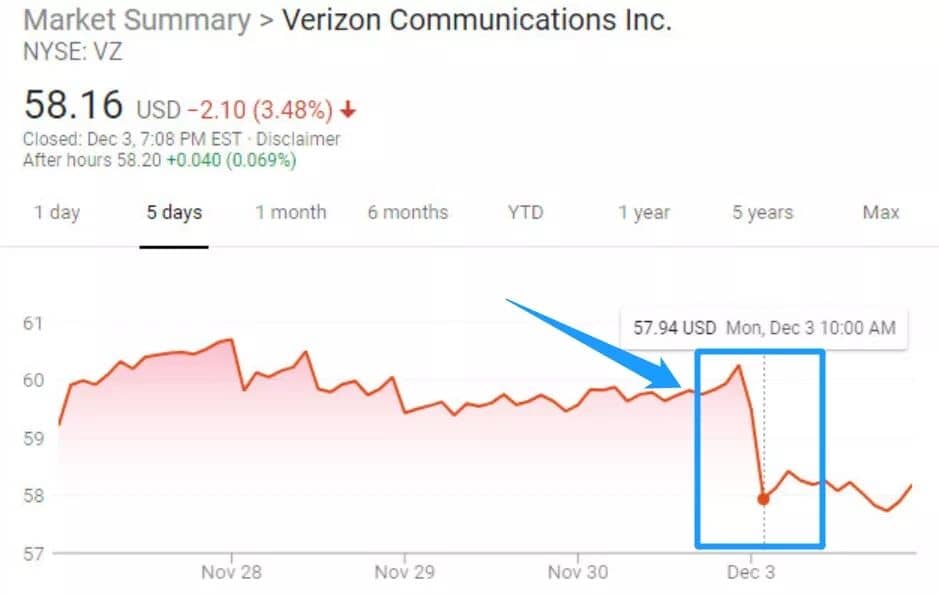 Market Summary > Verizon Communications Inc.
NYSE: VZ
58.16 USD −2.10 (3.48%)
Closed: Dec 3, 7:08 PM EST · Disclaimer
After hours 58.20 +0.040 (0.069%)
1 day 5 days 1 month 6 months YTD 1 year 5 years Max
57.94 USD Mon, Dec 3 10:00 AM
61
60
59
58
57
Nov 28 Nov 29 Nov 30 Dec 3